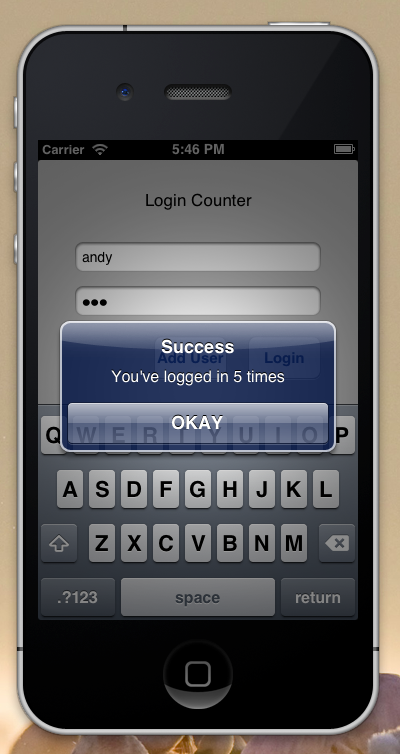 Carrier 5:46 PM
Login Counter
andy
•••
Success
Add User Login
You've logged in 5 times
OKAY
Q W E R T Y U I O P
A S D F G H J K L
Z X C V B N M
.?123 space return